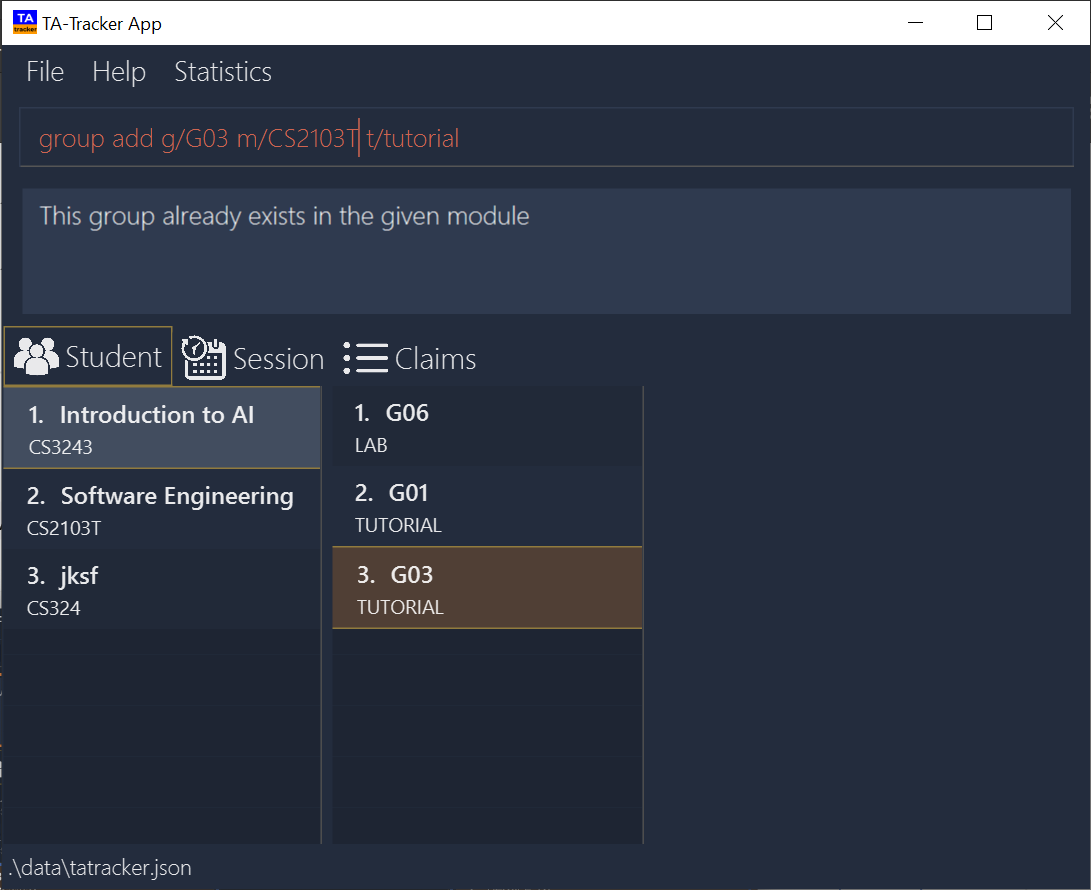 TA tracker TA-Tracker App
File Help Statistics
group add g/G03 m/CS2103T t/tutorial
This group already exists in the given module
Student Session Claims
1. Introduction to AI
CS3243
2. Software Engineering
CS2103T
3. jksf
CS324
1. G06
LAB
2. G01
TUTORIAL
3. G03
TUTORIAL
.\data\tatracker.json